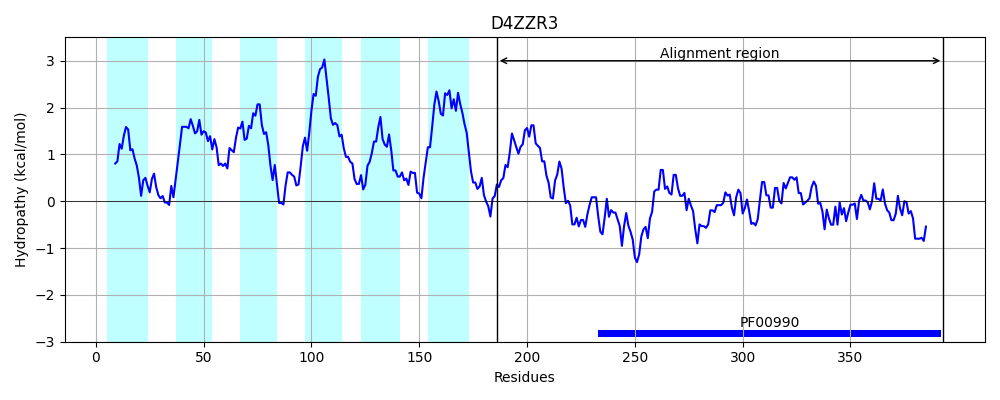 D4ZZR3
Alignment region
Hydropathy (kcal/mol)
3
2
1
0
−1
−2
−3
PF00990
0 50 100 150 200 250 300 350
Residues